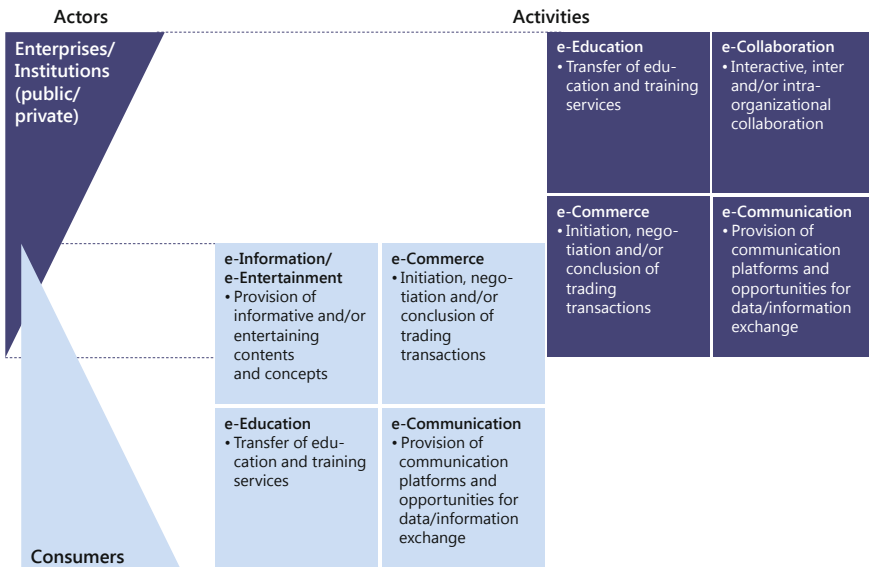 Actors
Activities
Enterprises/
Institutions
(public/
private)
e-Education
• Transfer of edu-
cation and training
services
e-Collaboration
• Interactive, inter
and/or intra-
organizational
collaboration
e-Commerce
• Initiation, nego-
tiation and/or
conclusion of
trading
transactions
e-Communication
• Provision of
communication
platforms and
opportunities for
data/information
exchange
e-Information/
e-Entertainment
• Provision of
informative and/or
entertaining
contents
and concepts
e-Commerce
• Initiation, nego-
tiation and/or
conclusion of
trading
transactions
e-Education
• Transfer of edu-
cation and training
services
e-Communication
• Provision of
communication
platforms and
opportunities for
data/information
exchange
Consumers